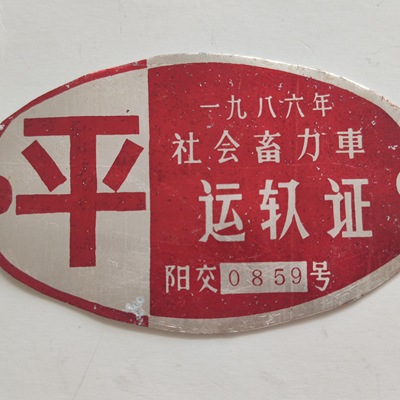 平
一九八六年
社会畜力車
运输证
阳交0859号